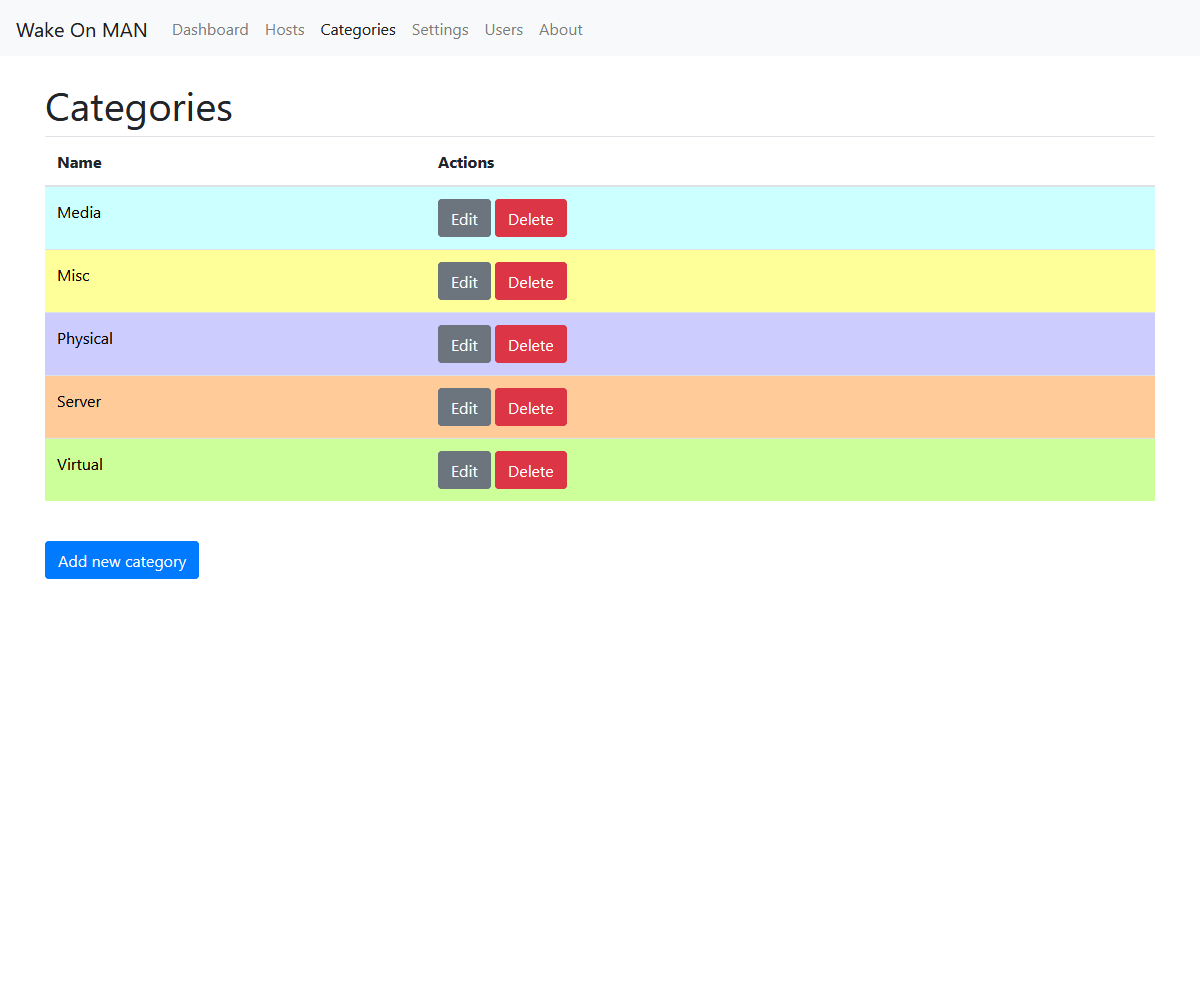 Wake On MAN Dashboard Hosts Categories Settings Users About
Categories
Name Actions
Media Edit Delete
Misc Edit Delete
Physical Edit Delete
Server Edit Delete
Virtual Edit Delete
Add new category